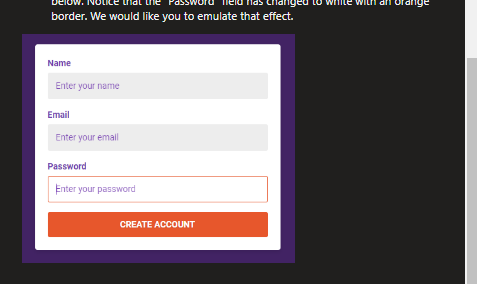 below. Notice that the "Password" field has changed to white with an orange
border. We would like you to emulate that effect.
Name
Enter your name
Email
Enter your email
Password
Enter your password
CREATE ACCOUNT